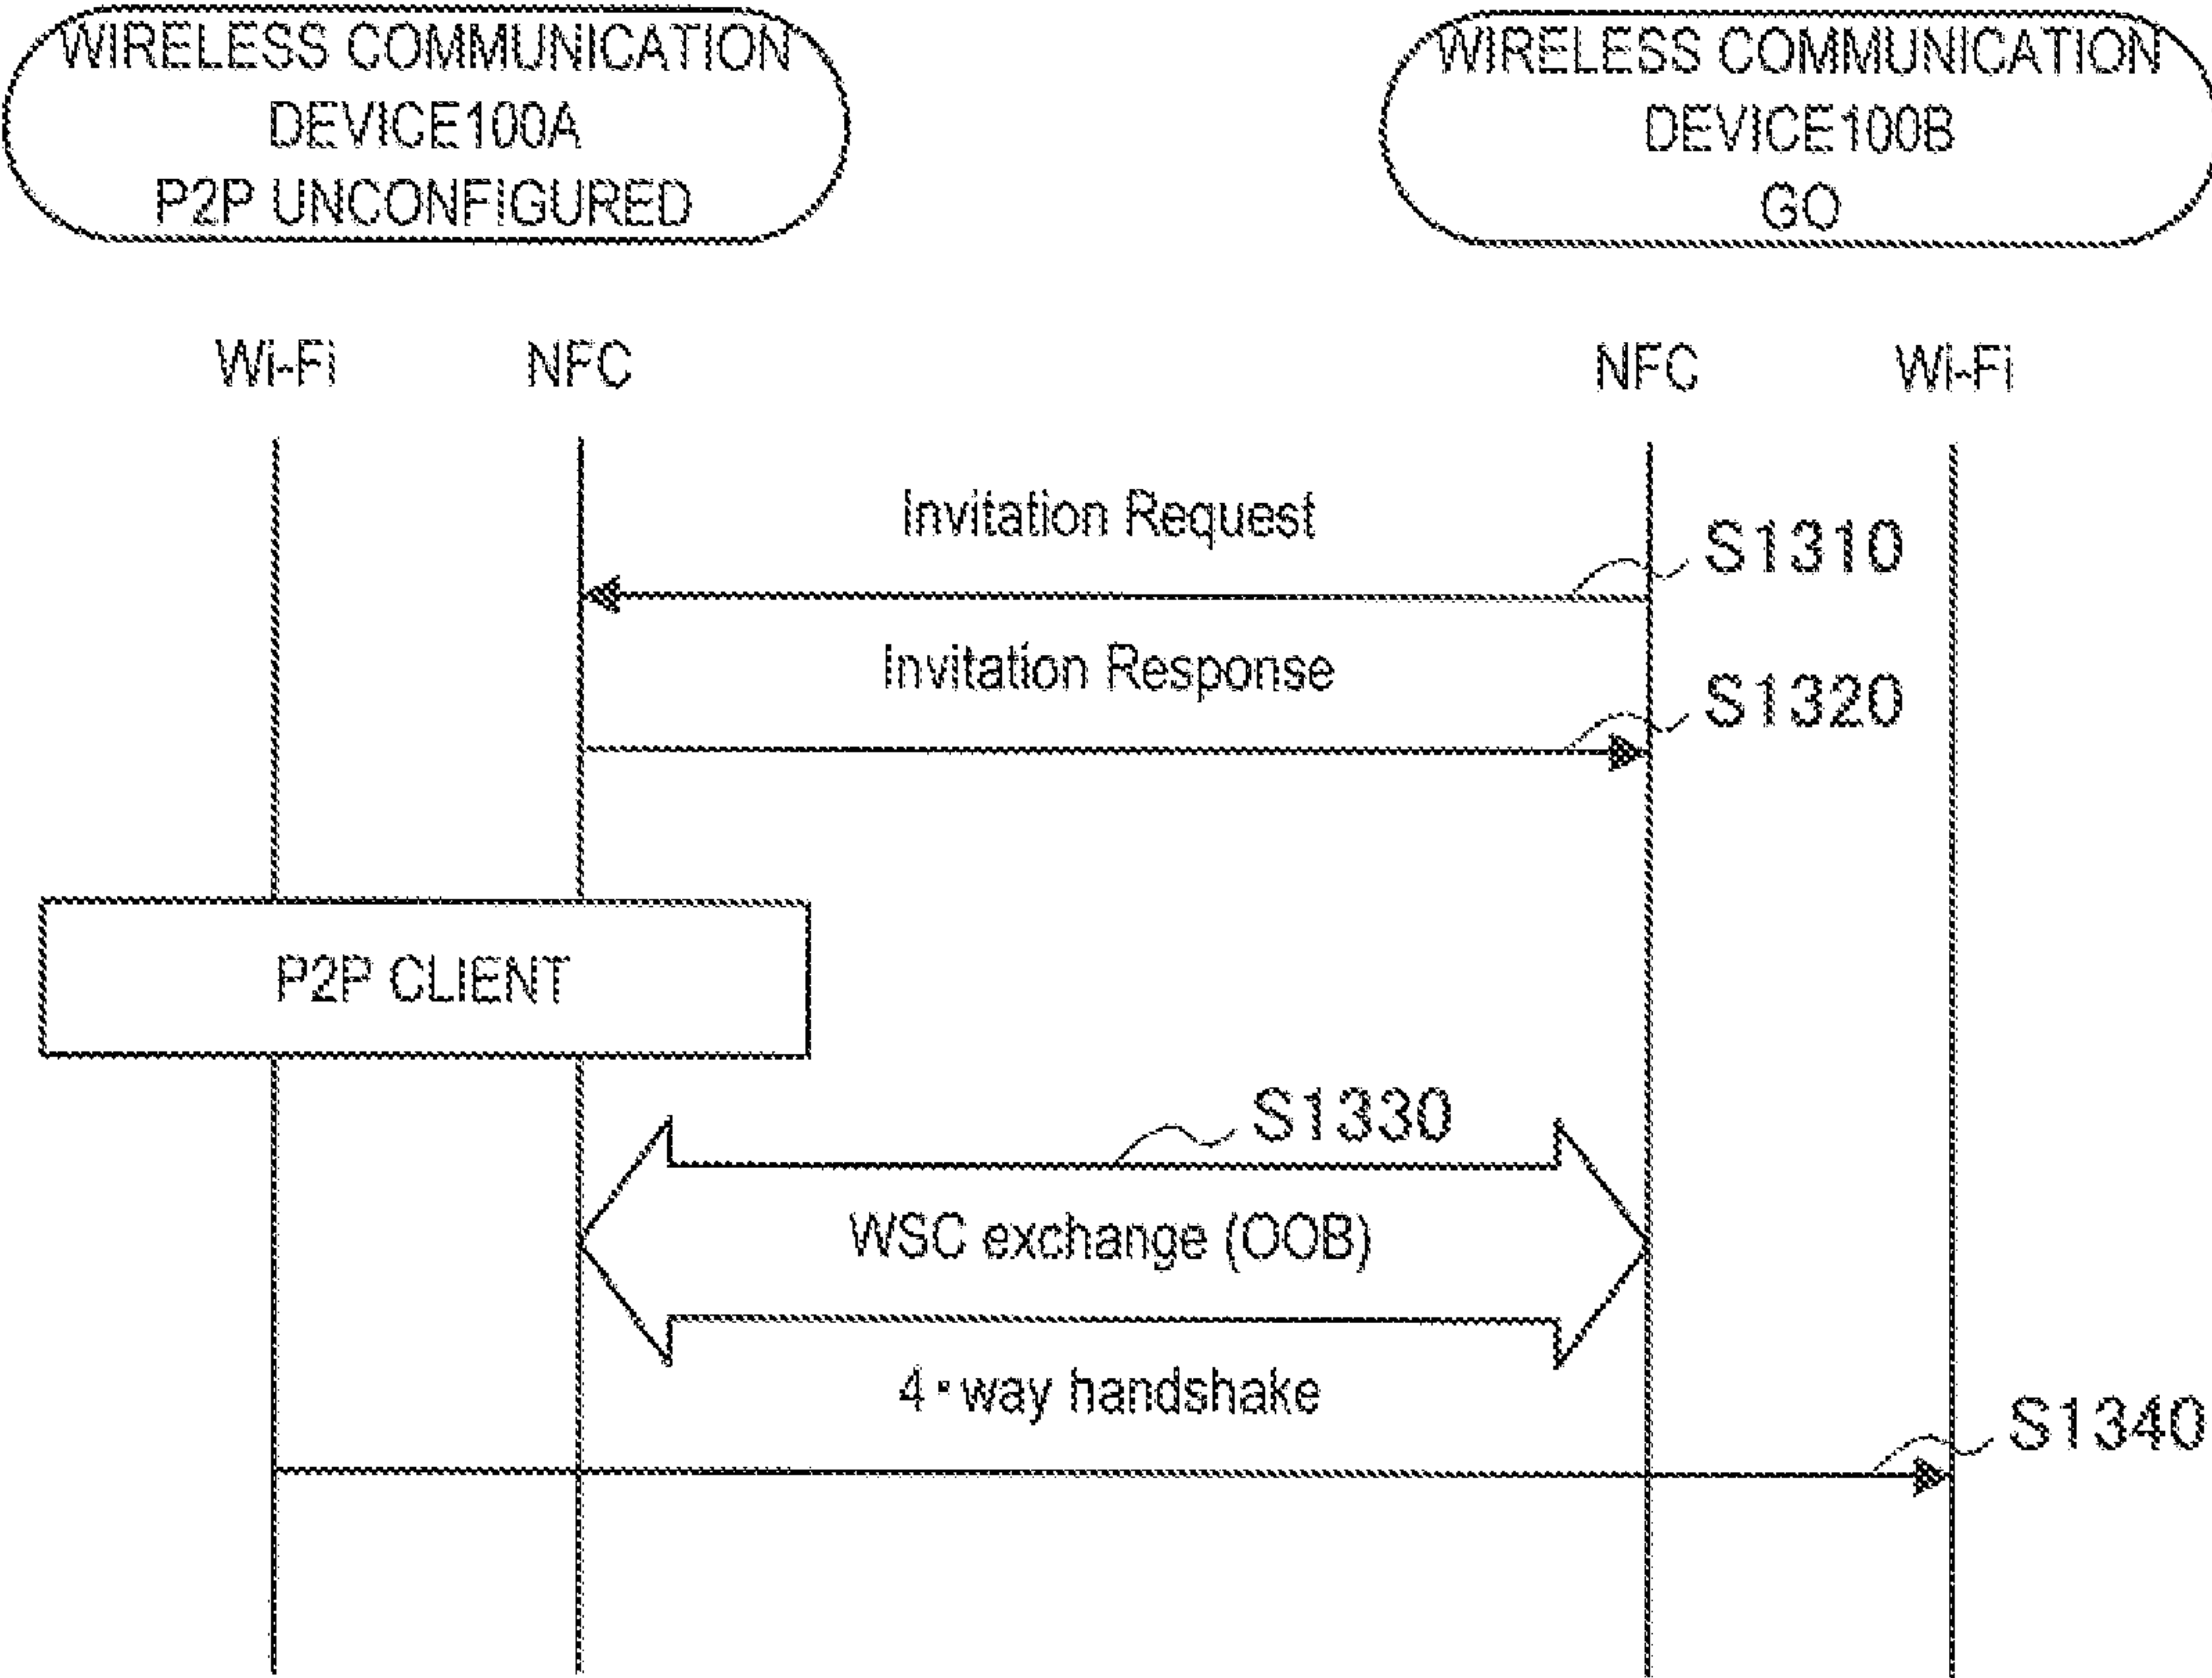 WIRELESS COMMUNICATION
DEVICE100A
P2P UNCONFIGURED
WIRELESS COMMUNICATION
DEVICE100B
GO
Wi-Fi
NFC
NFC
Wi-Fi
Invitation Request
S1310
Invitation Response
S1320
P2P CLIENT
S1330
WSC exchange (OOB)
4-way handshake
S1340